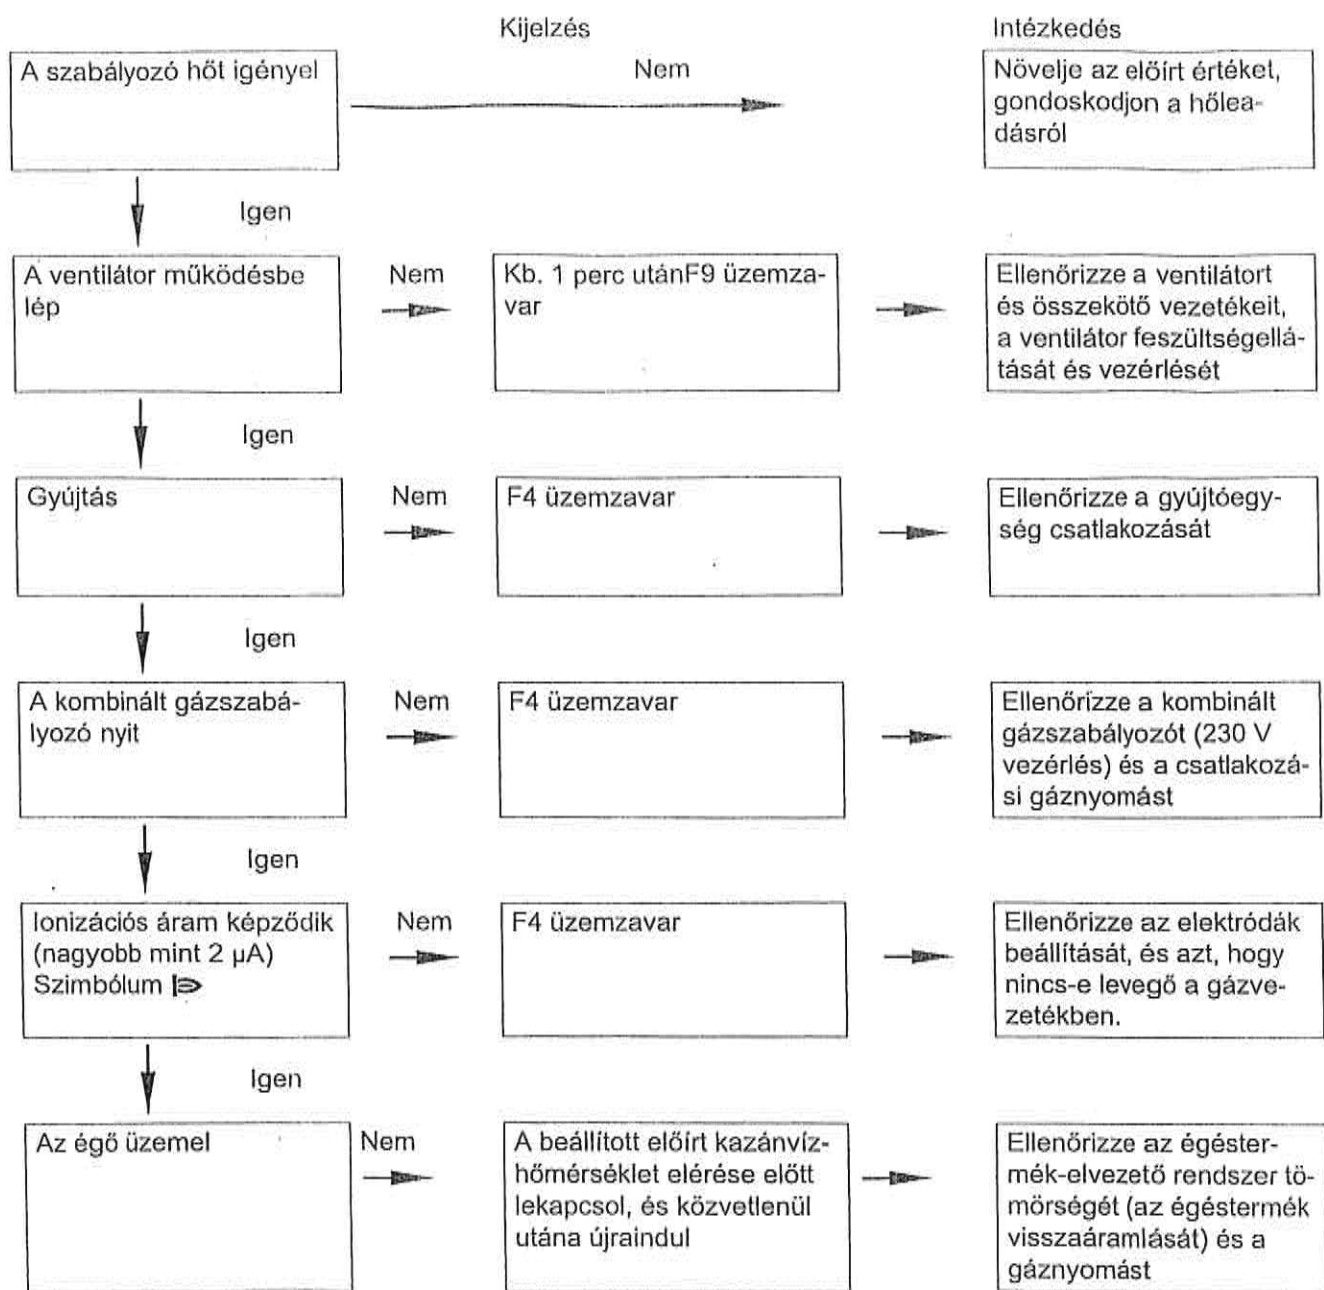 Kijelzés
Intézkedés
A szabályozó hőt igényel
Nem
Növelje az előírt értéket,
gondoskodjon a hőlea-
dásról
Igen
A ventilátor működésbe
lép
Nem
Kb. 1 perc utánF9 üzemza-
var
Ellenőrizze a ventilátort
és összekötő vezetékeit,
a ventilátor feszültségellá-
tását és vezérlését
Igen
Gyújtás
Nem
F4 üzemzavar
Ellenőrizze a gyújtóegy-
ség csatlakozását
Igen
A kombinált gázszabá-
lyozó nyit
Nem
F4 üzemzavar
Ellenőrizze a kombinált
gázszabályozót (230 V
vezérlés) és a csatlakozá-
si gáznyomást
Igen
Ionizációs áram képződik
(nagyobb mint 2 µA)
Szimbólum
Nem
F4 üzemzavar
Ellenőrizze az elektródák
beállítását, és azt, hogy
nincs-e levegő a gázve-
zetékben.
Igen
Az égő üzemel
Nem
A beállított előírt kazánvíz-
hőmérséklet elérése előtt
lekapcsol, és közvetlenül
utána újraindul
Ellenőrizze az égéster-
mék-elvezető rendszer tö-
mörségét (az égéstermék
visszaáramlását) és a
gáznyomást